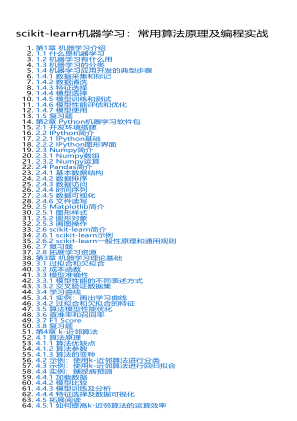 scikit-learn机器学习：常用算法原理及编程实战
1. 第1章 机器学习介绍
2. 1.1 什么是机器学习
3. 1.2 机器学习有什么用
4. 1.3 机器学习的分类
5. 1.4 机器学习应用开发的典型步骤
6. 1.4.1 数据采集和标记
7. 1.4.2 数据清洗
8. 1.4.3 特征选择
9. 1.4.4 模型选择
10. 1.4.5 模型训练和测试
11. 1.4.6 模型性能评估和优化
12. 1.4.7 模型使用
13. 1.5 复习题
14. 第2章 Python机器学习软件包
15. 2.1 开发环境搭建
16. 2.2 IPython简介
17. 2.2.1 IPython基础
18. 2.2.2 IPython图形界面
19. 2.3 Numpy简介
20. 2.3.1 Numpy数组
21. 2.3.2 Numpy运算
22. 2.4 Pandas简介
23. 2.4.1 基本数据结构
24. 2.4.2 数据排序
25. 2.4.3 数据访问
26. 2.4.4 时间序列
27. 2.4.5 数据可视化
28. 2.4.6 文件读写
29. 2.5 Matplotlib简介
30. 2.5.1 图形样式
31. 2.5.2 图形对象
32. 2.5.3 画图操作
33. 2.6 scikit-learn简介
34. 2.6.1 scikit-learn示例
35. 2.6.2 scikit-learn一般性原理和通用规则
36. 2.7 复习题
37. 2.8 拓展学习资源
38. 第3章 机器学习理论基础
39. 3.1 过拟合和欠拟合
40. 3.2 成本函数
41. 3.3 模型准确性
42. 3.3.1 模型性能的不同表述方式
43. 3.3.2 交叉验证数据集
44. 3.4 学习曲线
45. 3.4.1 实例：画出学习曲线
46. 3.4.2 过拟合和欠拟合的特征
47. 3.5 算法模型性能优化
48. 3.6 查准率和召回率
49. 3.7 F1 Score
50. 3.8 复习题
51. 第4章 k-近邻算法
52. 4.1 算法原理
53. 4.1.1 算法优缺点
54. 4.1.2 算法参数
55. 4.1.3 算法的变种
56. 4.2 示例：使用k-近邻算法进行分类
57. 4.3 示例：使用k-近邻算法进行回归拟合
58. 4.4 实例：糖尿病预测
59. 4.4.1 加载数据
60. 4.4.2 模型比较
61. 4.4.3 模型训练及分析
62. 4.4.4 特征选择及数据可视化
63. 4.5 拓展阅读
64. 4.5.1 如何提高k-近邻算法的运算效率